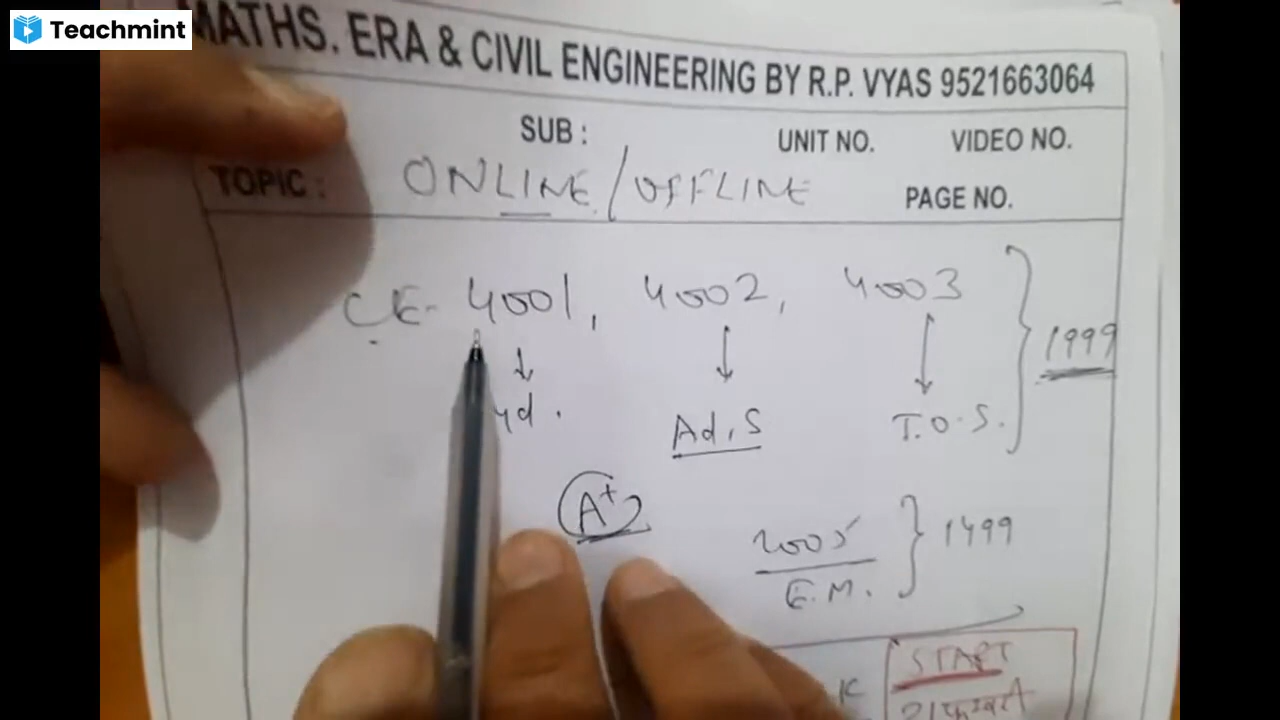 Teachmint
MATHS. ERA & CIVIL ENGINEERING BY R.P. VYAS 9521663064
SUB : UNIT NO. VIDEO NO.
TOPIC : ONLINE/OFFLINE PAGE NO.
CE- 4001, 4002, 4003 } 1999
yd. Ad.S T.O.S.
A+
2005 } 1499
E.M.
START
K